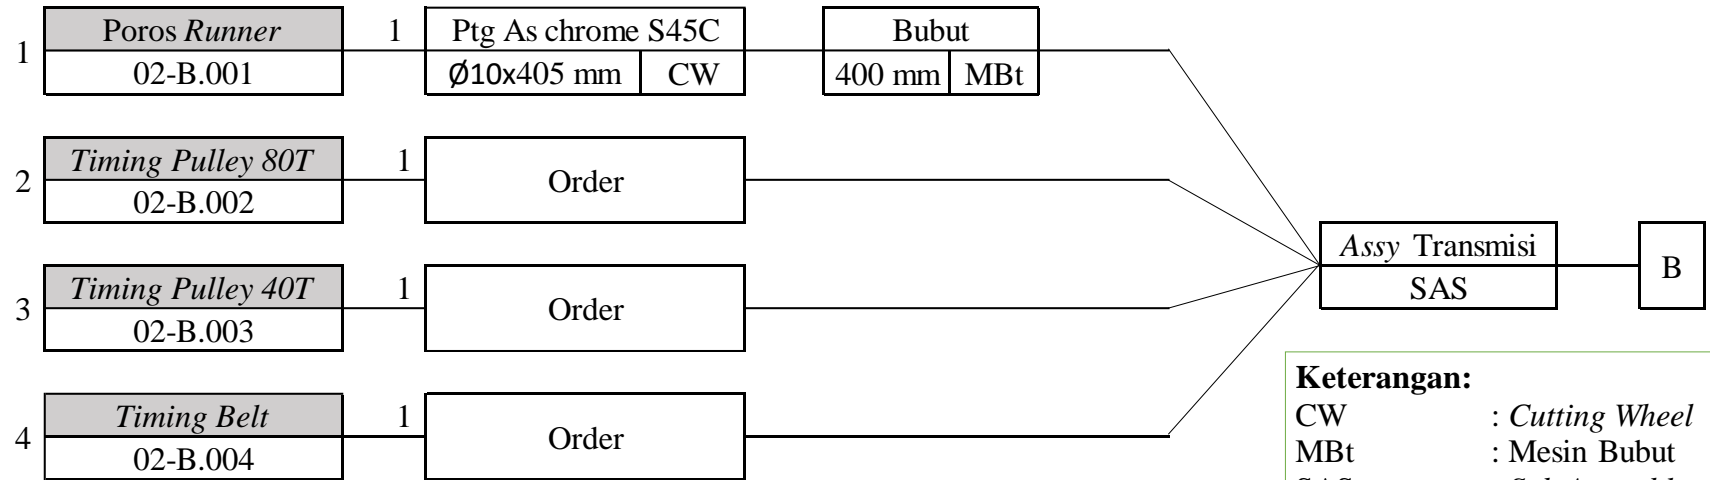 1
Poros Runner
02-B.001
1
Ptg As chrome S45C
Ø10x405 mm CW
Bubut
400 mm MBt
2
Timing Pulley 80T
02-B.002
1
Order
3
Timing Pulley 40T
02-B.003
1
Order
4
Timing Belt
02-B.004
1
Order
Assy Transmisi
SAS
B
Keterangan:
CW : Cutting Wheel
MBt : Mesin Bubut